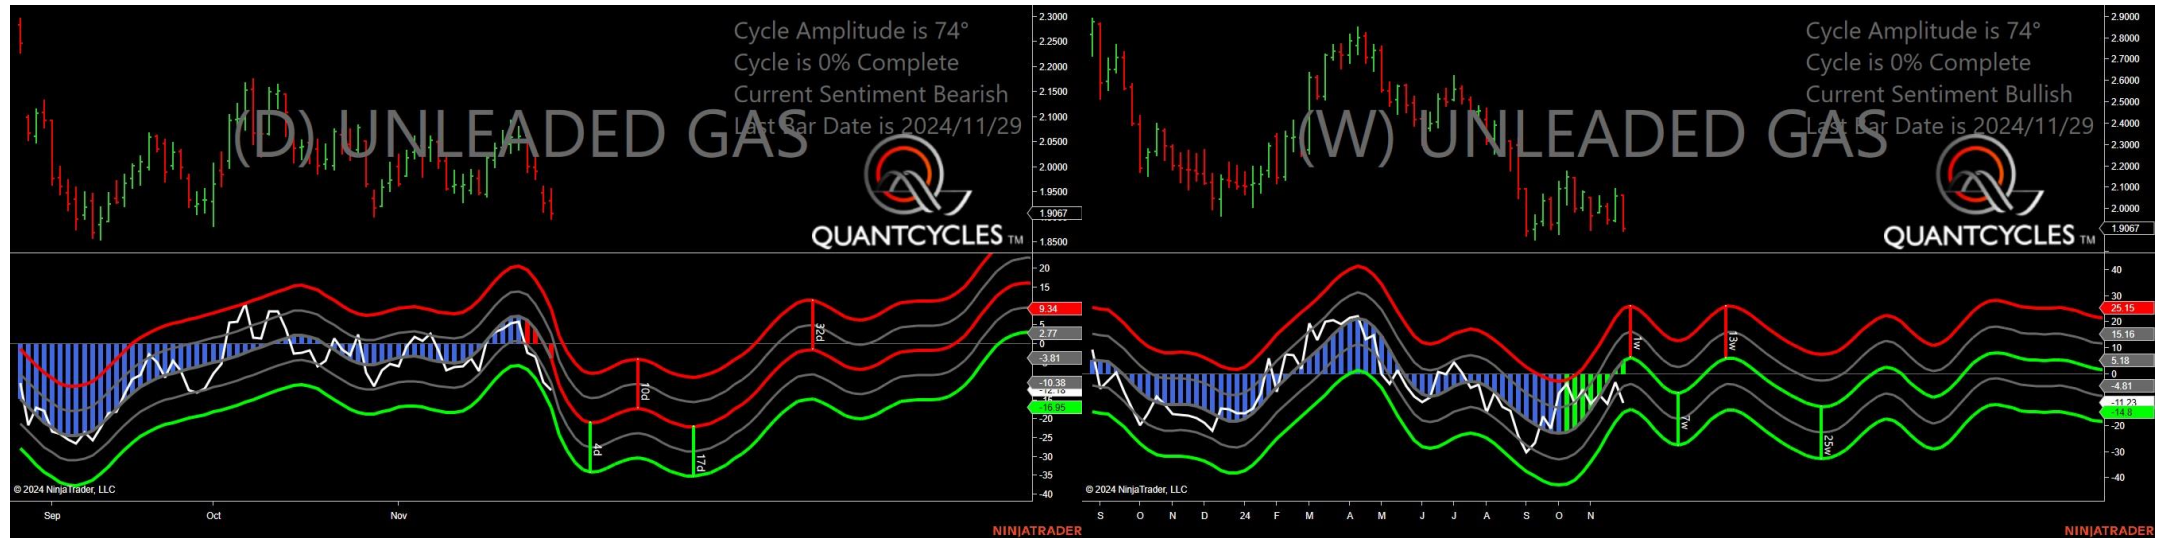 Cycle Amplitude is 74°
Cycle is 0% Complete
Current Sentiment Bearish
Last Bar Date is 2024/11/29
(D) UNLEADED GAS
QUANTCYCLES TM
2.3000
2.2500
2.2000
2.1500
2.1000
2.0500
2.0000
1.9500
1.9067
1.8500
20
15
9.34
5
2.77
0
-3.81
-10.38
-12.18
-16.95
-20
-25
-30
-35
-40
4d
10d
17d
32d
© 2024 NinjaTrader, LLC
Sep
Oct
Nov
NINJATRADER
Cycle Amplitude is 74°
Cycle is 0% Complete
Current Sentiment Bullish
Last Bar Date is 2024/11/29
(W) UNLEADED GAS
QUANTCYCLES TM
2.9000
2.8000
2.7000
2.6000
2.5000
2.4000
2.3000
2.2000
2.1000
2.0000
1.9067
40
30
25.15
20
15.16
10
5.18
0
-4.81
-11.23
-14.8
-20
-30
-40
1w
7w
13w
25w
© 2024 NinjaTrader, LLC
S O N D 24 F M A M J J A S O N
NINJATRADER